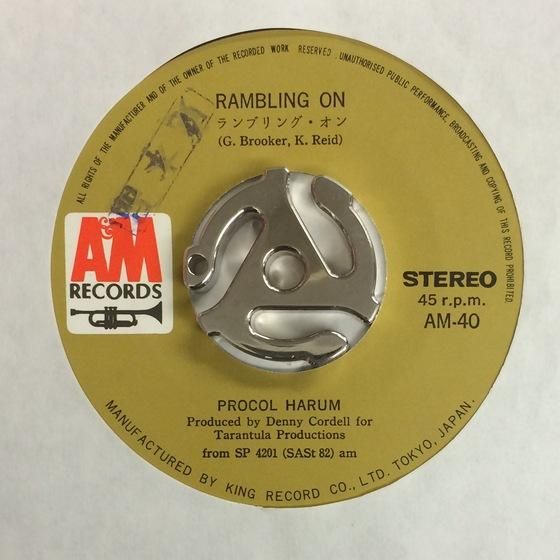 ALL RIGHTS OF THE MANUFACTURER AND OF THE OWNER OF THE RECORDED WORK RESERVED. UNAUTHORISED PUBLIC PERFORMANCE, BROADCASTING AND COPYING OF THIS RECORD PROHIBITED.
RAMBLING ON
ランブリング・オン
(G. Brooker, K. Reid)
A&M
RECORDS
STEREO
45 r.p.m.
AM-40
PROCOL HARUM
Produced by Denny Cordell for
Tarantula Productions
from SP 4201 (SASt 82) am
MANUFACTURED BY KING RECORD CO., LTD. TOKYO, JAPAN.